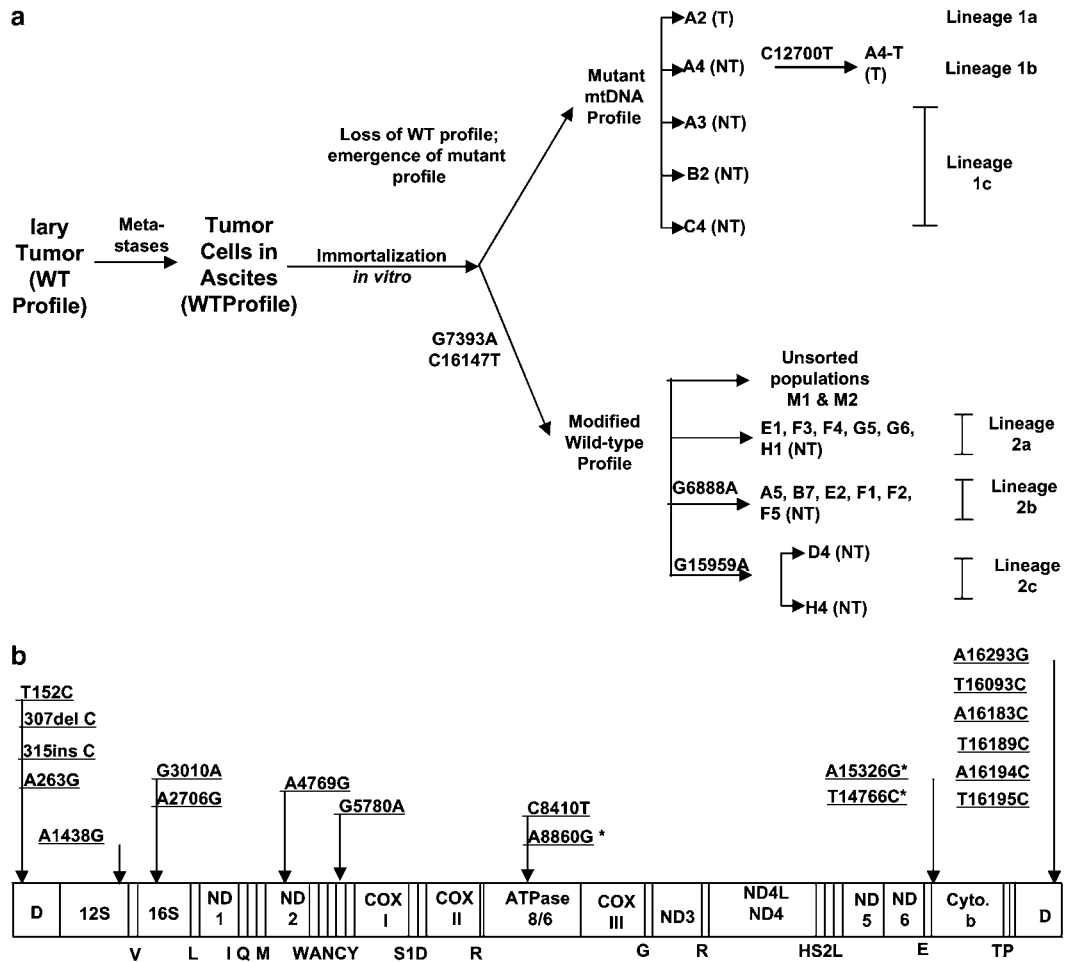 a
A2 (T)
Lineage 1a
C12700T
A4 (NT)
A4-T
(T)
Lineage 1b
Mutant
mtDNA
Profile
A3 (NT)
Loss of WT profile;
emergence of mutant
profile
B2 (NT)
Lineage
1c
C4 (NT)
Iary
Tumor
(WT
Profile)
Meta-
stases
Tumor
Cells in
Ascites
(WTProfile)
Immortalization
in vitro
G7393A
C16147T
Modified
Wild-type
Profile
Unsorted
populations
M1 & M2
E1, F3, F4, G5, G6,
H1 (NT)
Lineage
2a
G6888A
A5, B7, E2, F1, F2,
F5 (NT)
Lineage
2b
G15959A
D4 (NT)
H4 (NT)
Lineage
2c
b
T152C
307del C
315ins C
A263G
A1438G
G3010A
A2706G
A4769G
G5780A
C8410T
A8860G *
A15326G*
T14766C*
A16293G
T16093C
A16183C
T16189C
A16194C
T16195C
D
12S
16S
ND
1
ND
2
COX
I
COX
II
ATPase
8/6
COX
III
ND3
ND4L
ND4
ND
5
ND
6
Cyto.
b
D
V
L
I Q M
WANCY
S1D
R
G
R
HS2L
E
TP